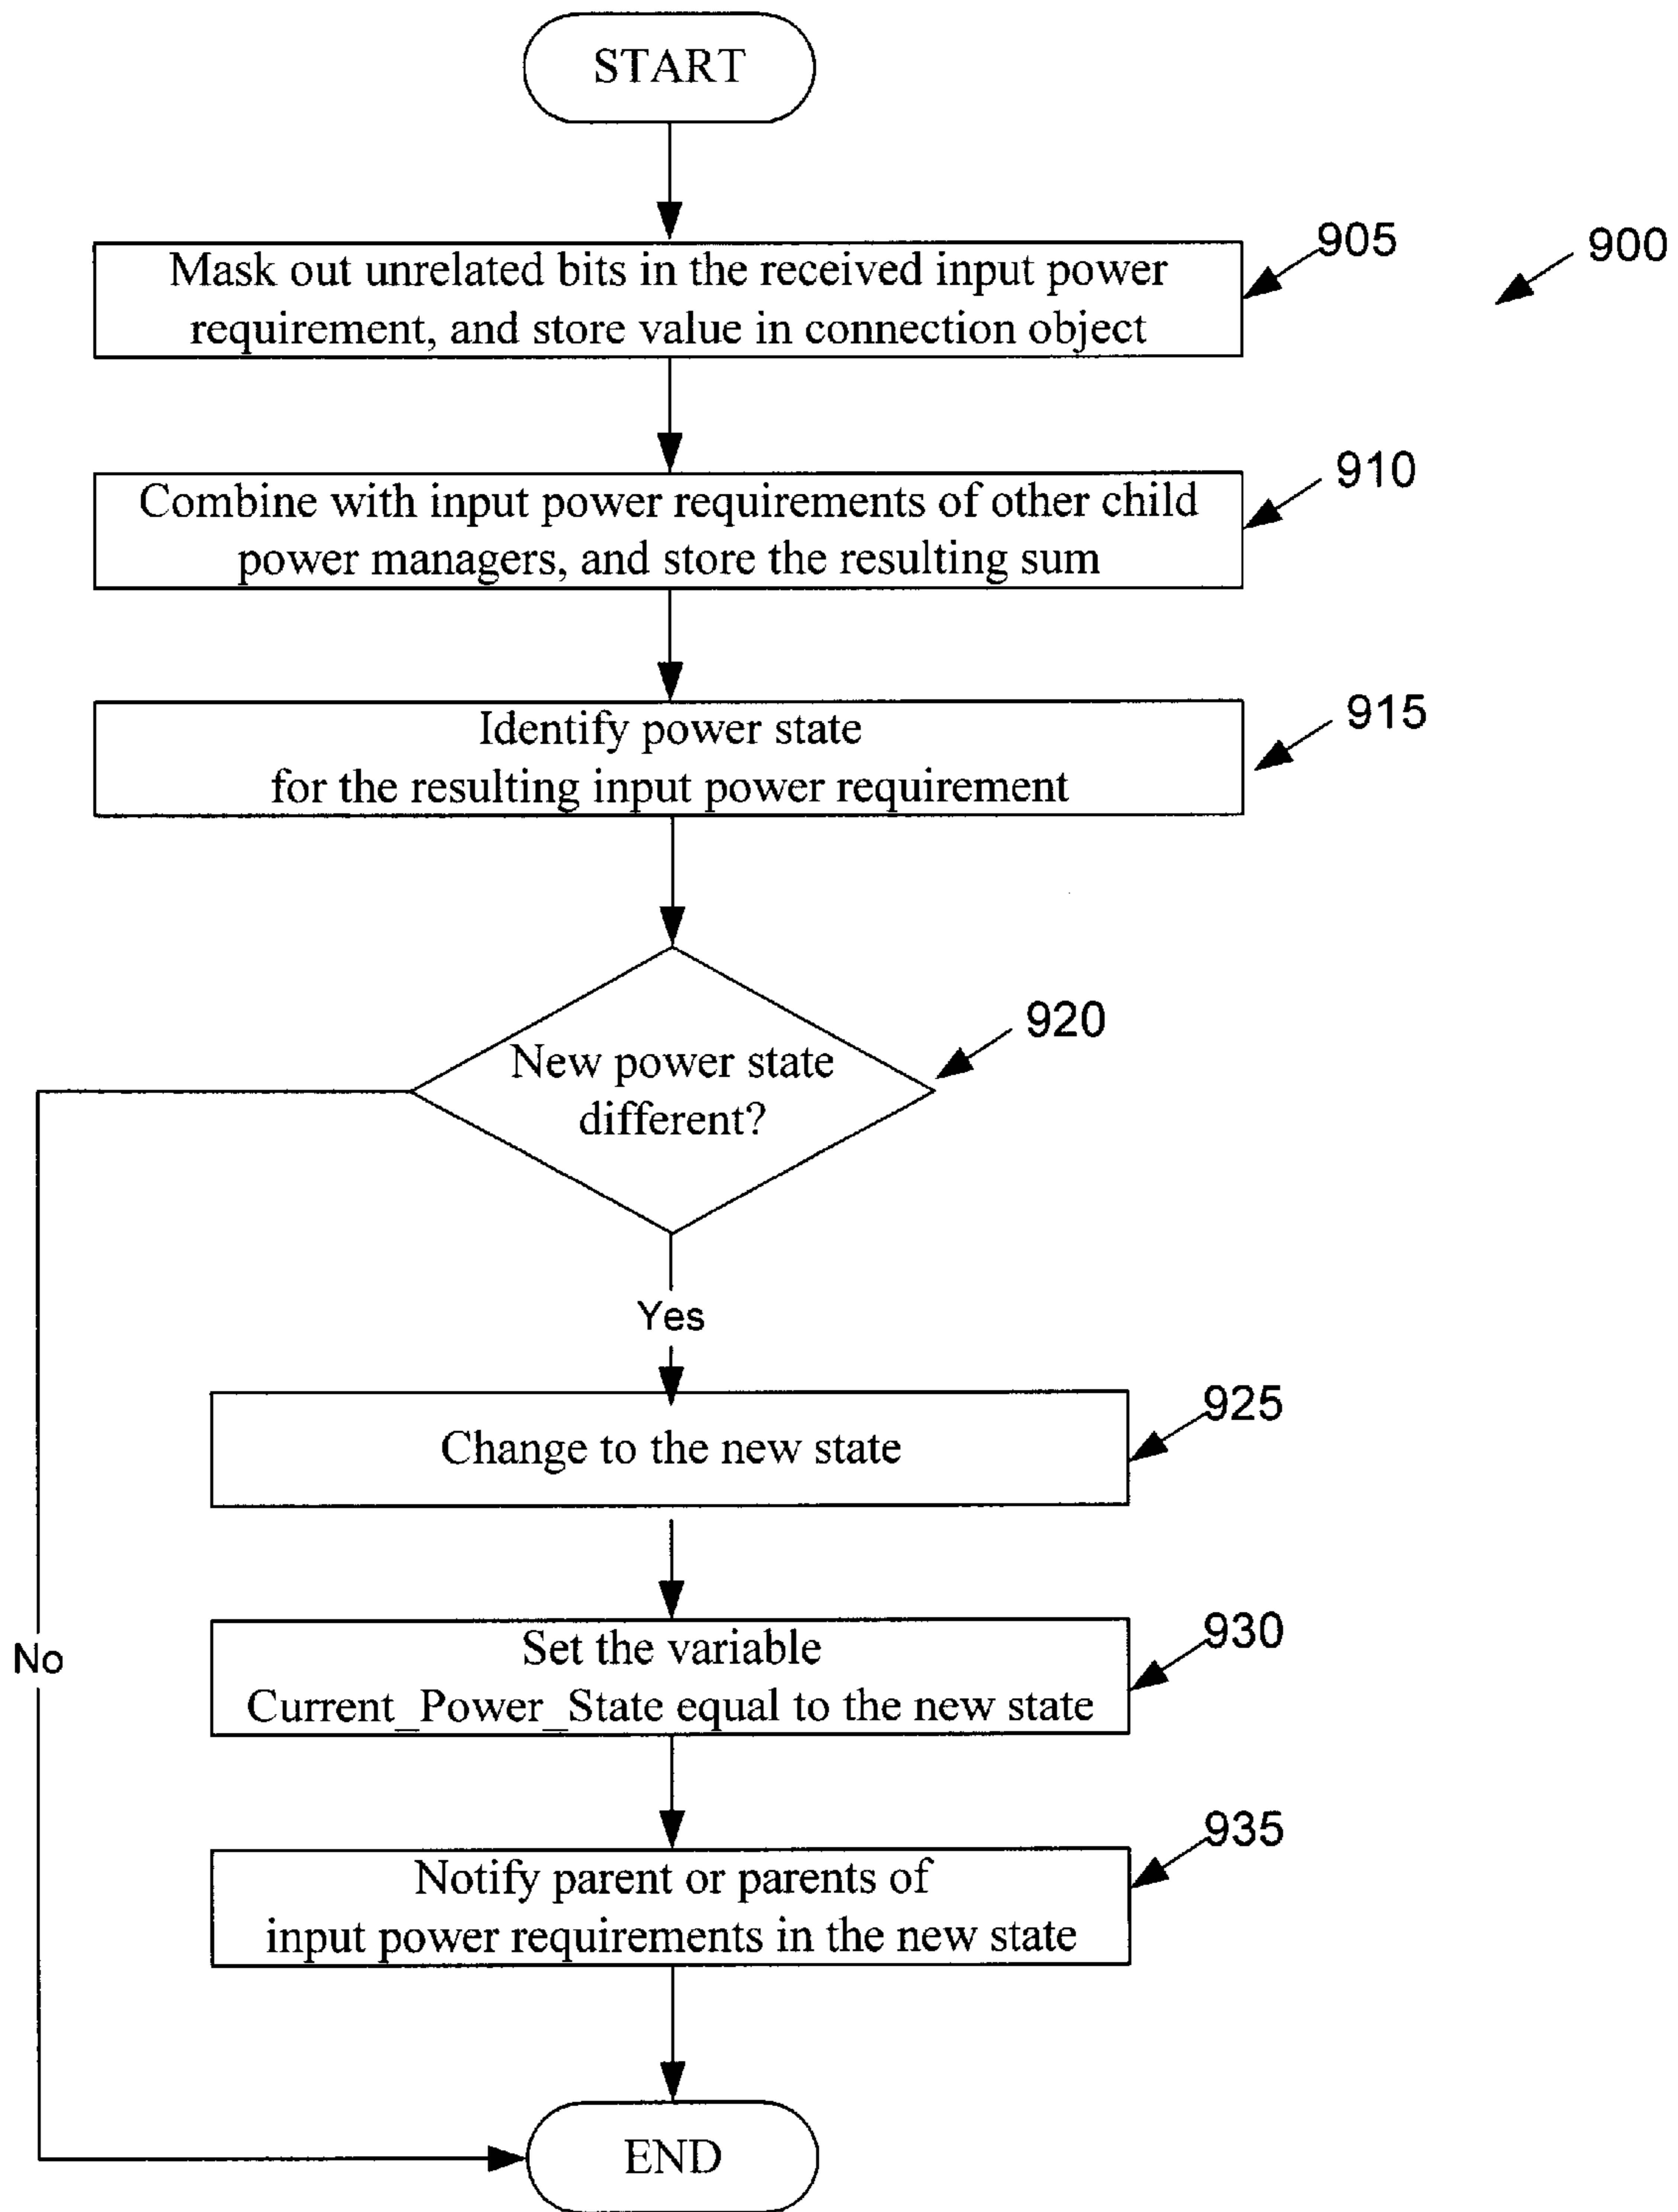 START
Mask out unrelated bits in the received input power
requirement, and store value in connection object
905
900
Combine with input power requirements of other child
power managers, and store the resulting sum
910
Identify power state
for the resulting input power requirement
915
New power state
different?
920
Yes
Change to the new state
925
No
Set the variable
Current_Power_State equal to the new state
930
Notify parent or parents of
input power requirements in the new state
935
END